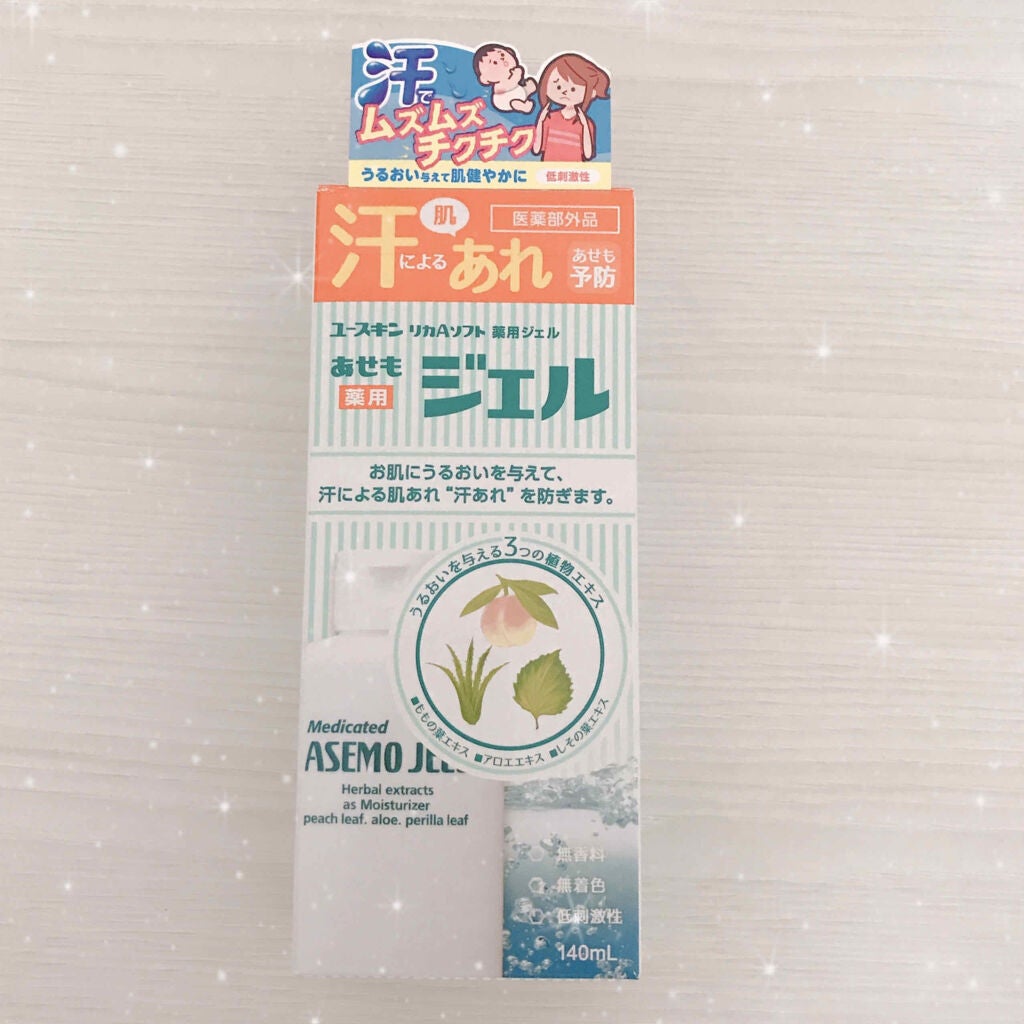 汗で
ムズムズ
チクチク
うるおい与えて肌健やかに
低刺激性
汗による肌あれ
医薬部外品
あせも
予防
ユースキン リカAソフト 薬用ジェル
あせも
薬用
ジェル
お肌にうるおいを与えて、
汗による肌あれ“汗あれ”を防ぎます。
うるおいを与える3つの植物エキス
■ももの葉エキス ■アロエエキス ■しその葉エキス
Medicated
ASEMO
Herbal extracts
as Moisturizer
peach leaf. aloe. perilla leaf
無香料
無着色
低刺激性
140mL